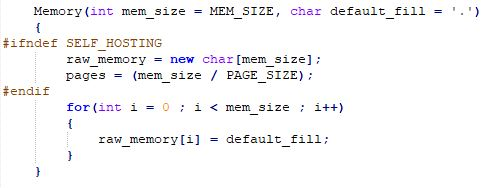 Memory(int mem_size = MEM_SIZE, char default_fill = '.')
{
#ifndef SELF_HOSTING
raw_memory = new char[mem_size];
pages = (mem_size / PAGE_SIZE);
#endif
for(int i = 0 ; i < mem_size ; i++)
{
raw_memory[i] = default_fill;
}
}